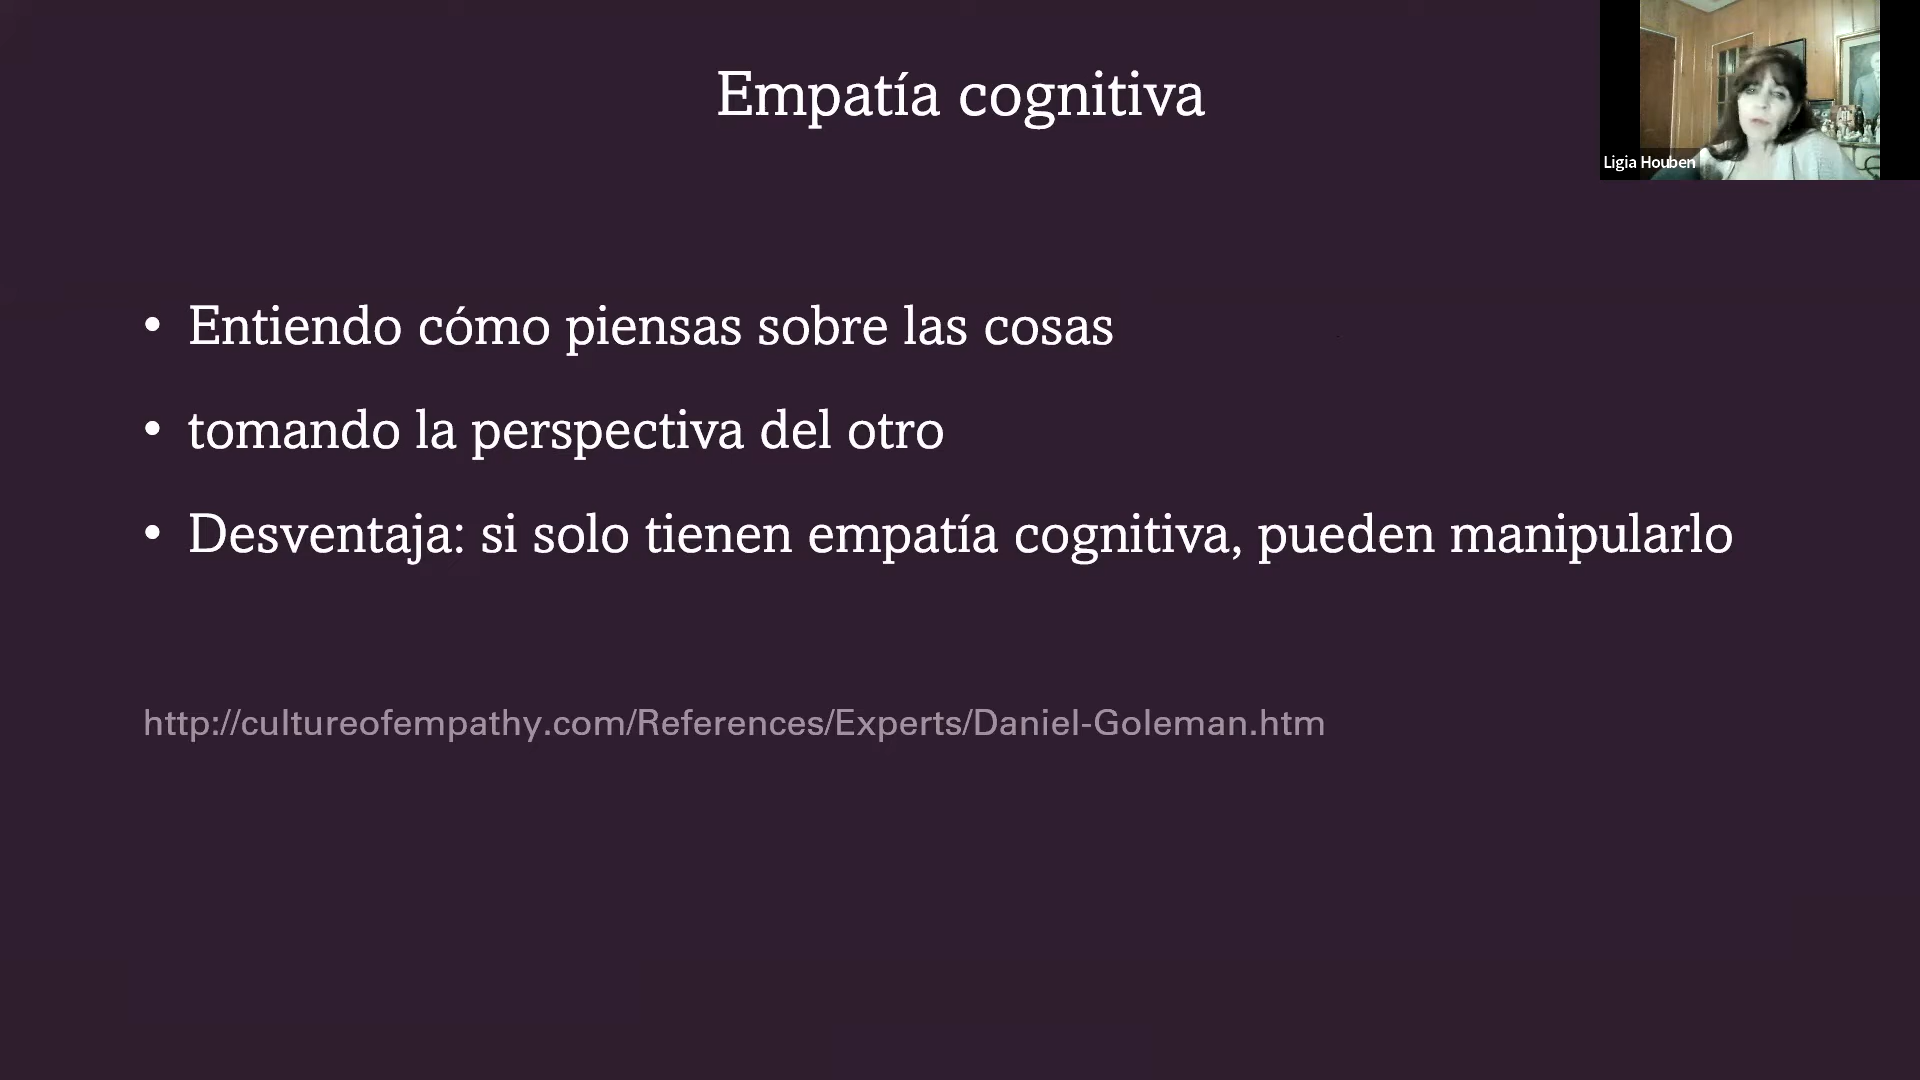 Empatía cognitiva
Ligia Houben
• Entiendo cómo piensas sobre las cosas
• tomando la perspectiva del otro
• Desventaja: si solo tienen empatía cognitiva, pueden manipularlo
http://cultureofempathy.com/References/Experts/Daniel-Goleman.htm